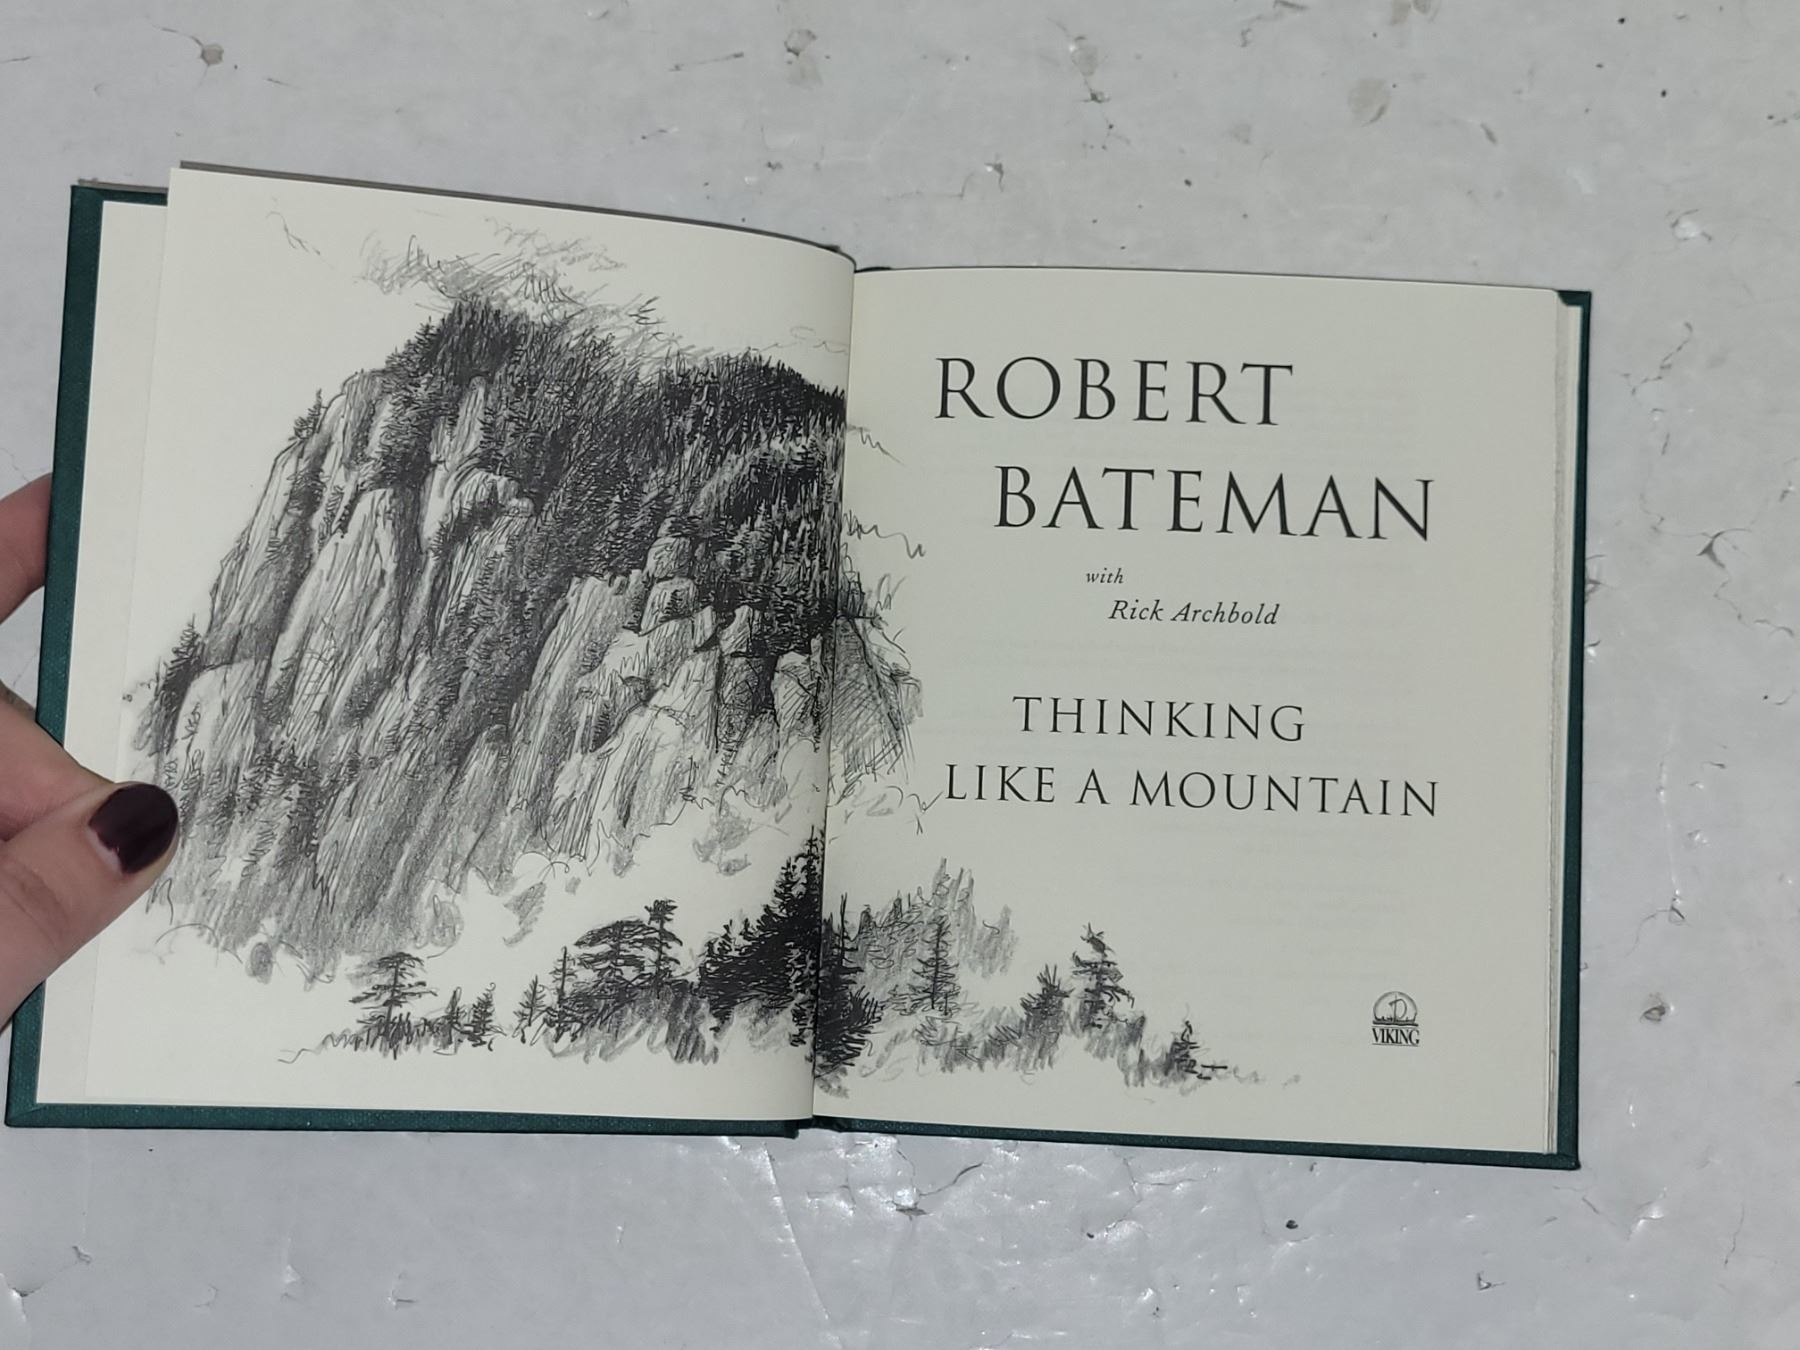 ROBERT
BATEMAN
with
Rick Archbold
THINKING
LIKE A MOUNTAIN
VIKING